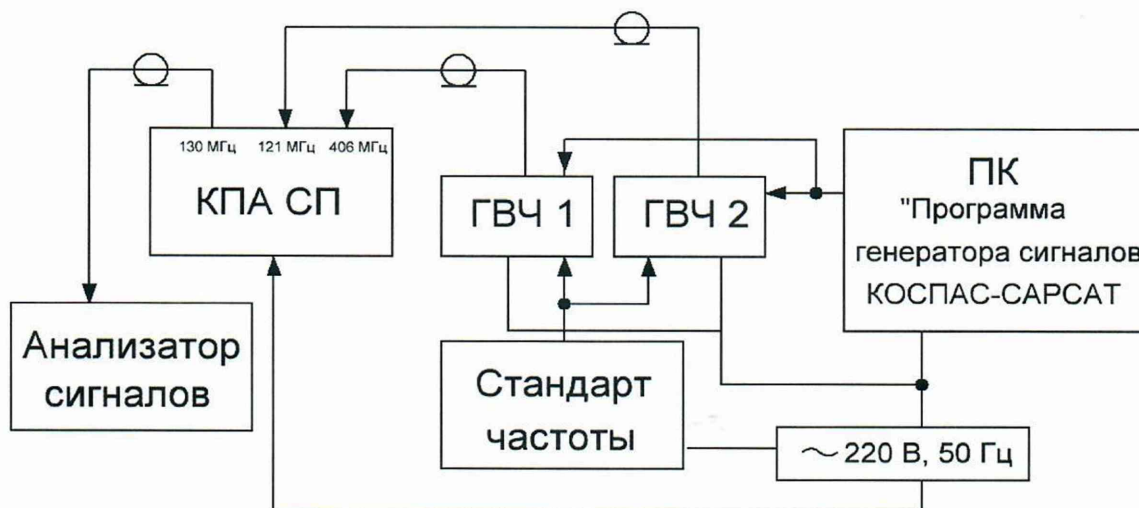 130 МГц 121 МГц 406 МГц
КПА СП
ГВЧ 1
ГВЧ 2
ПК
"Программа
генератора сигналов
КОСПАС-САРСАТ
Анализатор
сигналов
Стандарт
частоты
~ 220 В, 50 Гц